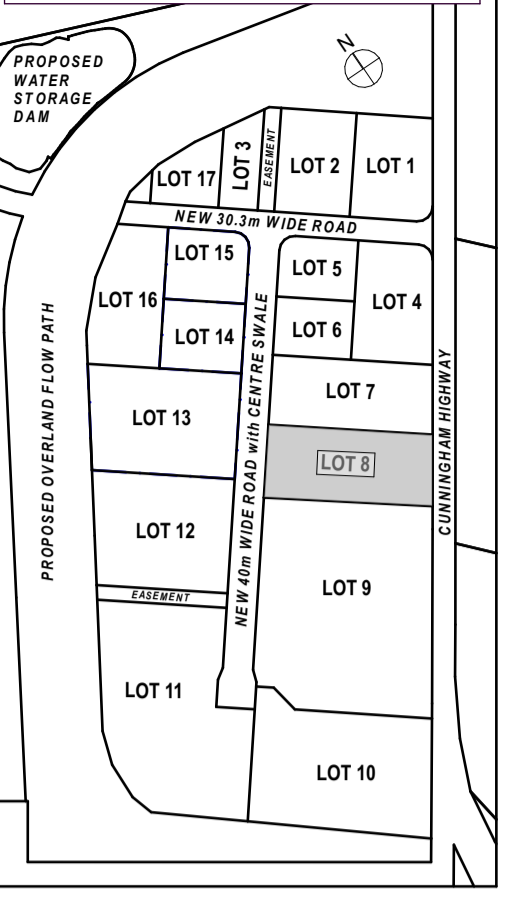 N
PROPOSED
WATER
STORAGE
DAM
LOT 17
LOT 3
EASEMENT
LOT 2
LOT 1
NEW 30.3m WIDE ROAD
LOT 15
LOT 5
LOT 16
LOT 4
LOT 14
LOT 6
LOT 7
LOT 13
LOT 8
PROPOSED OVERLAND FLOW PATH
NEW 40m WIDE ROAD with CENTRE SWALE
CUNNINGHAM HIGHWAY
LOT 12
LOT 9
EASEMENT
LOT 11
LOT 10